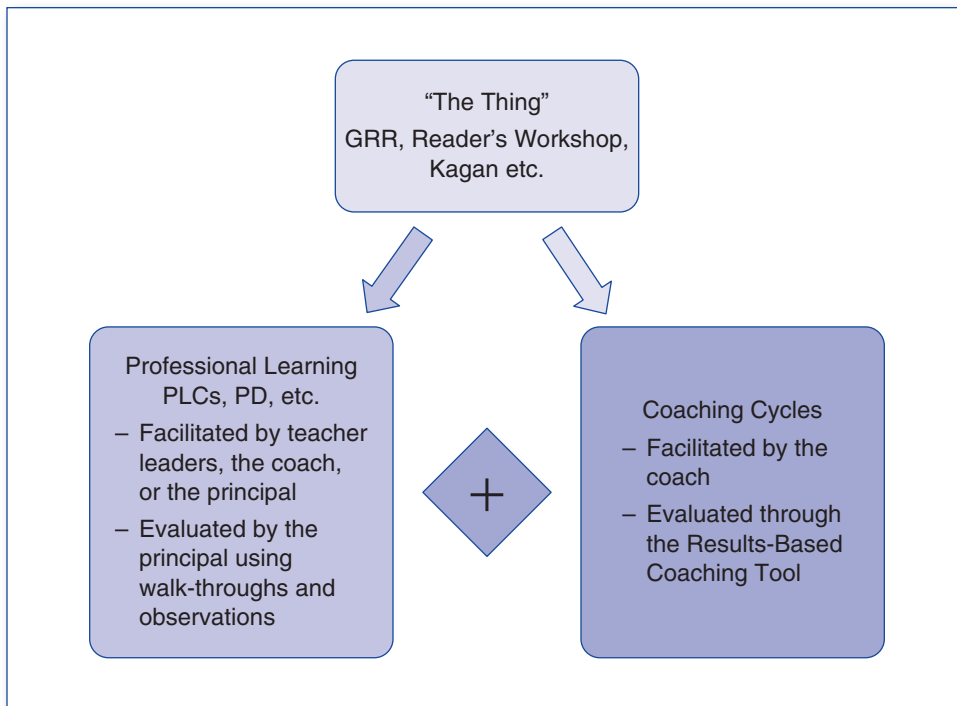 “The Thing”
GRR, Reader’s Workshop,
Kagan etc.
Professional Learning
PLCs, PD, etc.
– Facilitated by teacher
leaders, the coach,
or the principal
– Evaluated by the
principal using
walk-throughs and
observations
+
Coaching Cycles
– Facilitated by the
coach
– Evaluated through
the Results-Based
Coaching Tool